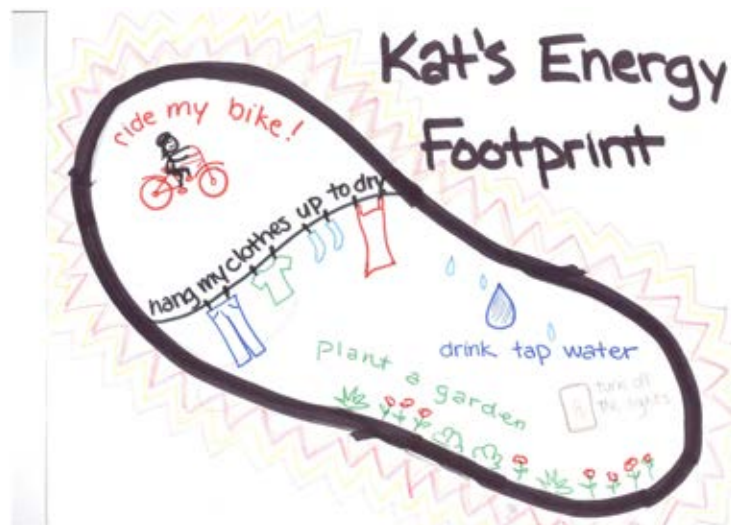 Kat's Energy
Footprint
ride my bike!
hang my clothes up to dry
drink tap water
plant a garden
turn off
the lights